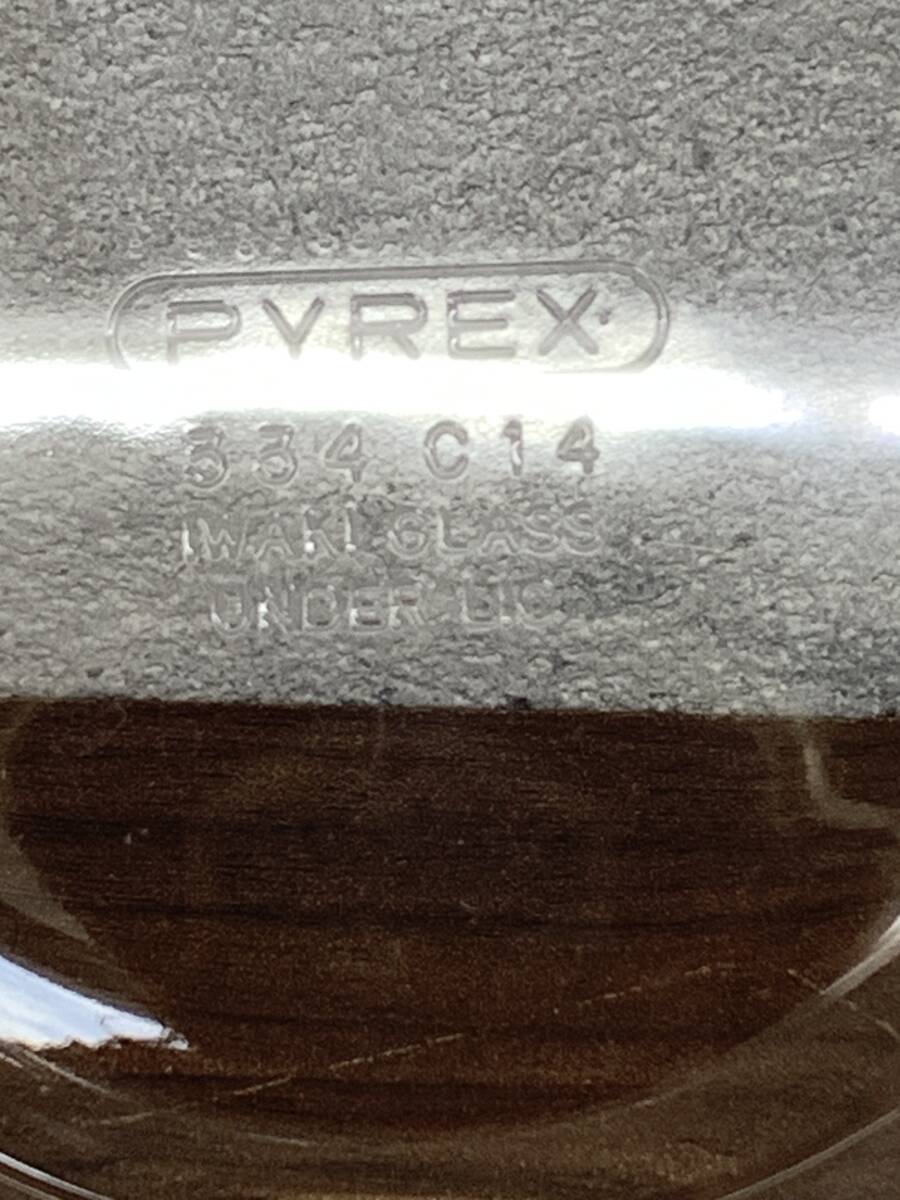 PYREX
334 C14
IWAKI GLASS
UNDER LIC